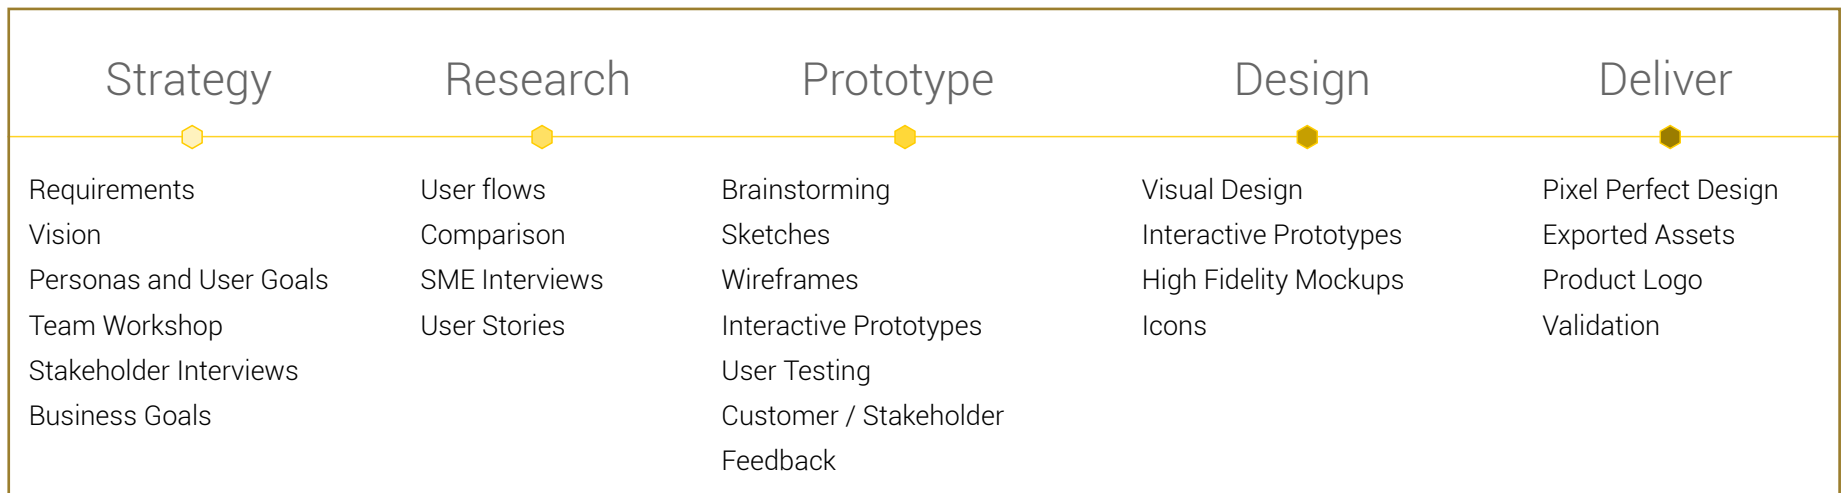 Strategy
Requirements
Vision
Personas and User Goals
Team Workshop
Stakeholder Interviews
Business Goals
Research
User flows
Comparison
SME Interviews
User Stories
Prototype
Brainstorming
Sketches
Wireframes
Interactive Prototypes
User Testing
Customer / Stakeholder
Feedback
Design
Visual Design
Interactive Prototypes
High Fidelity Mockups
Icons
Deliver
Pixel Perfect Design
Exported Assets
Product Logo
Validation